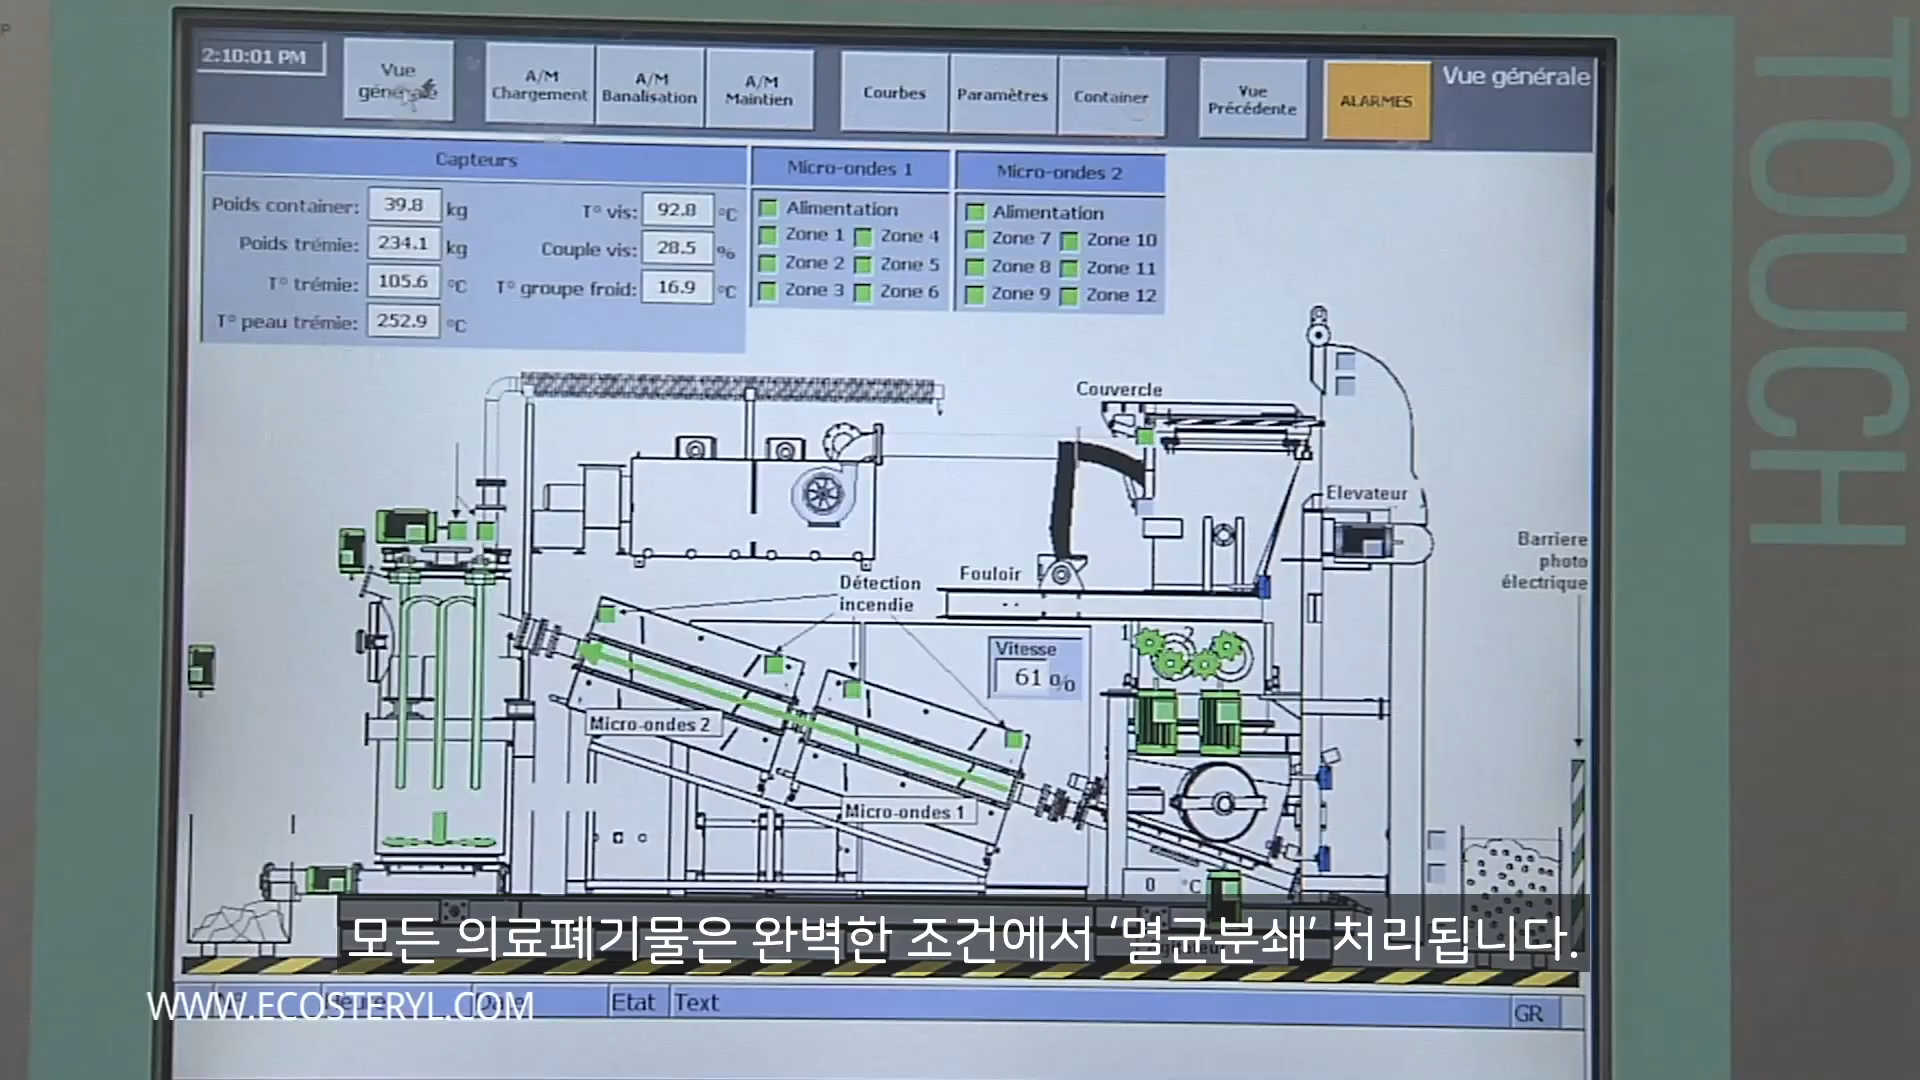 2:10:01 PM
Vue
générale
A/M
Chargement
A/M
Banalisation
A/M
Maintien
Courbes
Paramètres
Container
Vue
Précédente
ALARMES
Vue générale
TOUCH
Capteurs
Poids container: 39.8 kg
Poids trémie: 234.1 kg
T° trémie: 105.6 °C
T° peau trémie: 252.9 °C
T° vis: 92.8 °C
Couple vis: 28.5 %
T° groupe froid: 16.9 °C
Micro-ondes 1
Alimentation
Zone 1 Zone 4
Zone 2 Zone 5
Zone 3 Zone 6
Micro-ondes 2
Alimentation
Zone 7 Zone 10
Zone 8 Zone 11
Zone 9 Zone 12
Couvercle
Elevateur
Barriere
photo
électrique
Fouloir
Détection
incendie
Vitesse
61 %
1 2
Micro-ondes 2
Micro-ondes 1
0 °C
모든 의료폐기물은 완벽한 조건에서 ‘멸균분쇄’ 처리됩니다.
WWW.ECOSTERYL.COM
Heure Date Etat Text GR